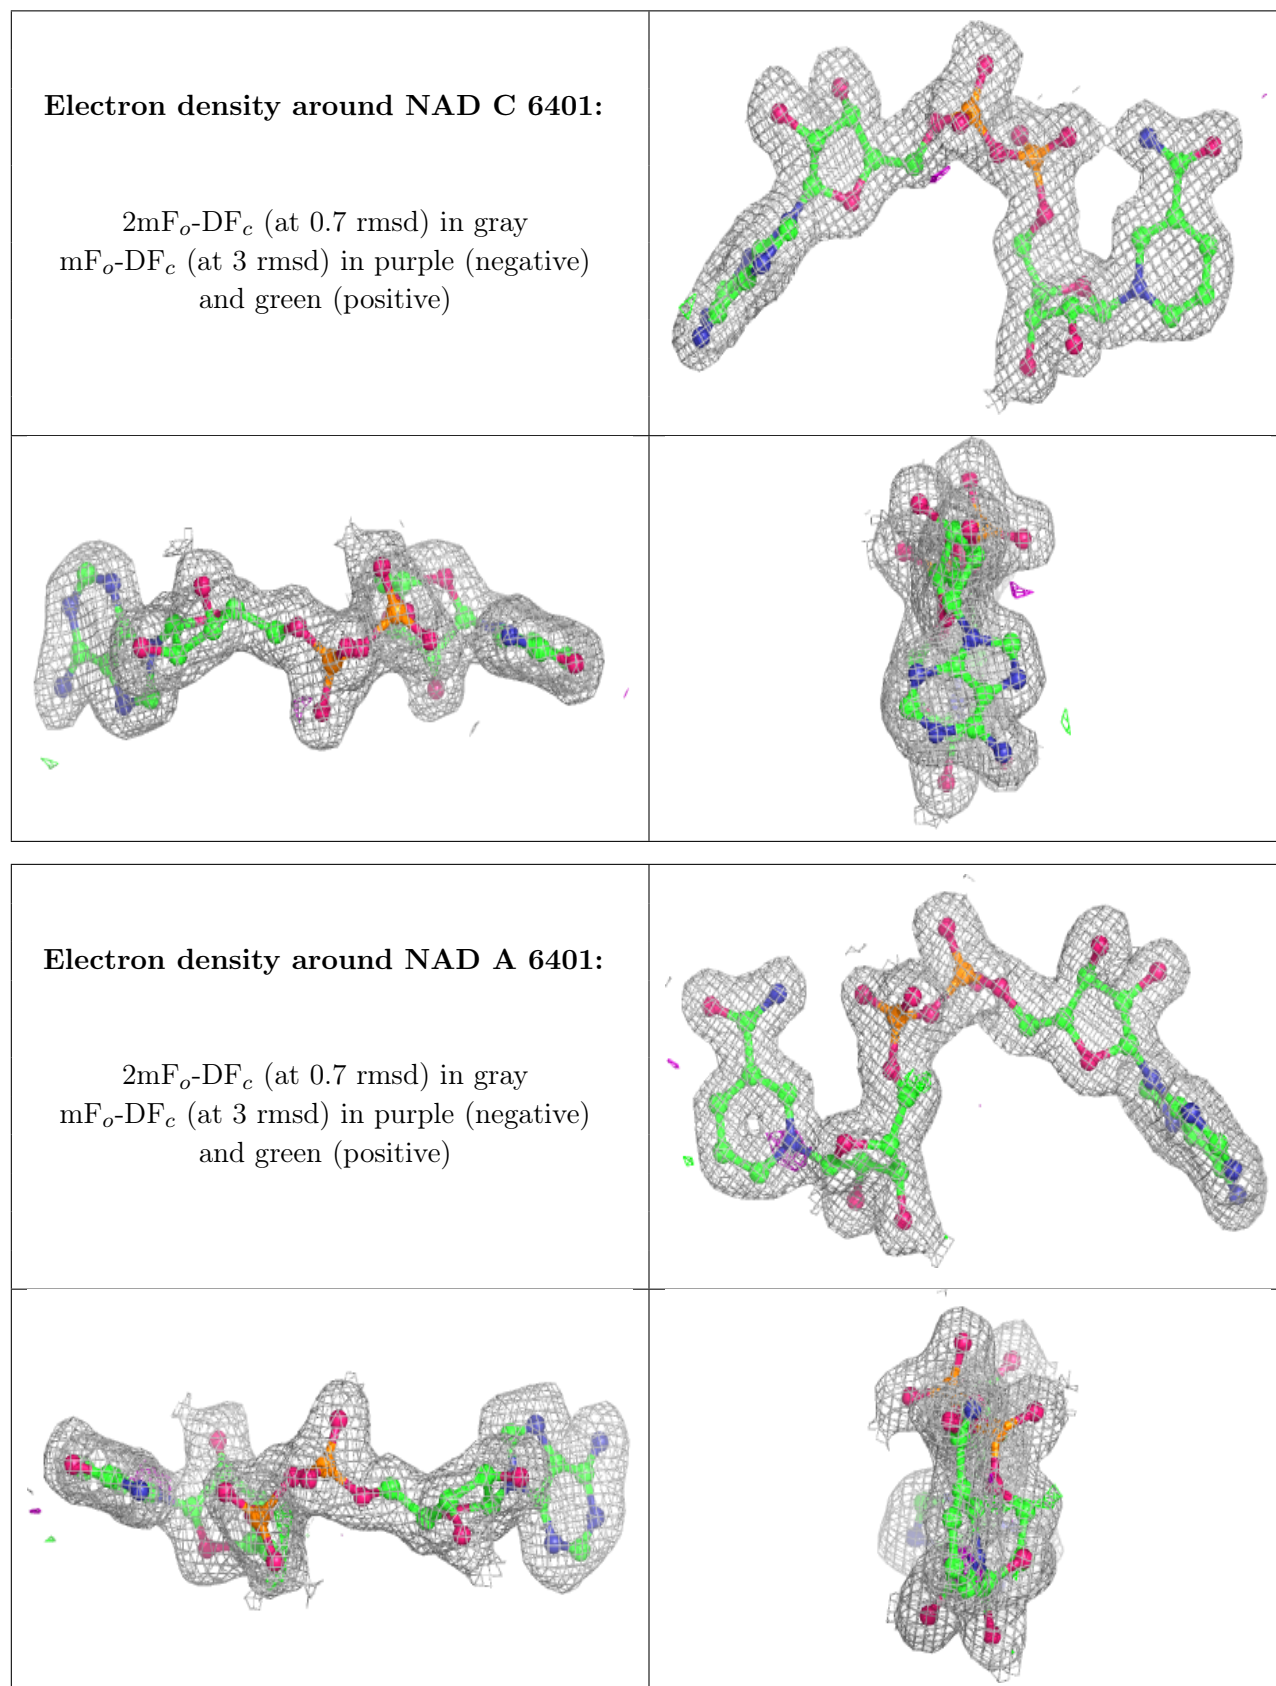 Electron density around NAD C 6401:
2mFo-DFc (at 0.7 rmsd) in gray
mFo-DFc (at 3 rmsd) in purple (negative)
and green (positive)
Electron density around NAD A 6401:
2mFo-DFc (at 0.7 rmsd) in gray
mFo-DFc (at 3 rmsd) in purple (negative)
and green (positive)